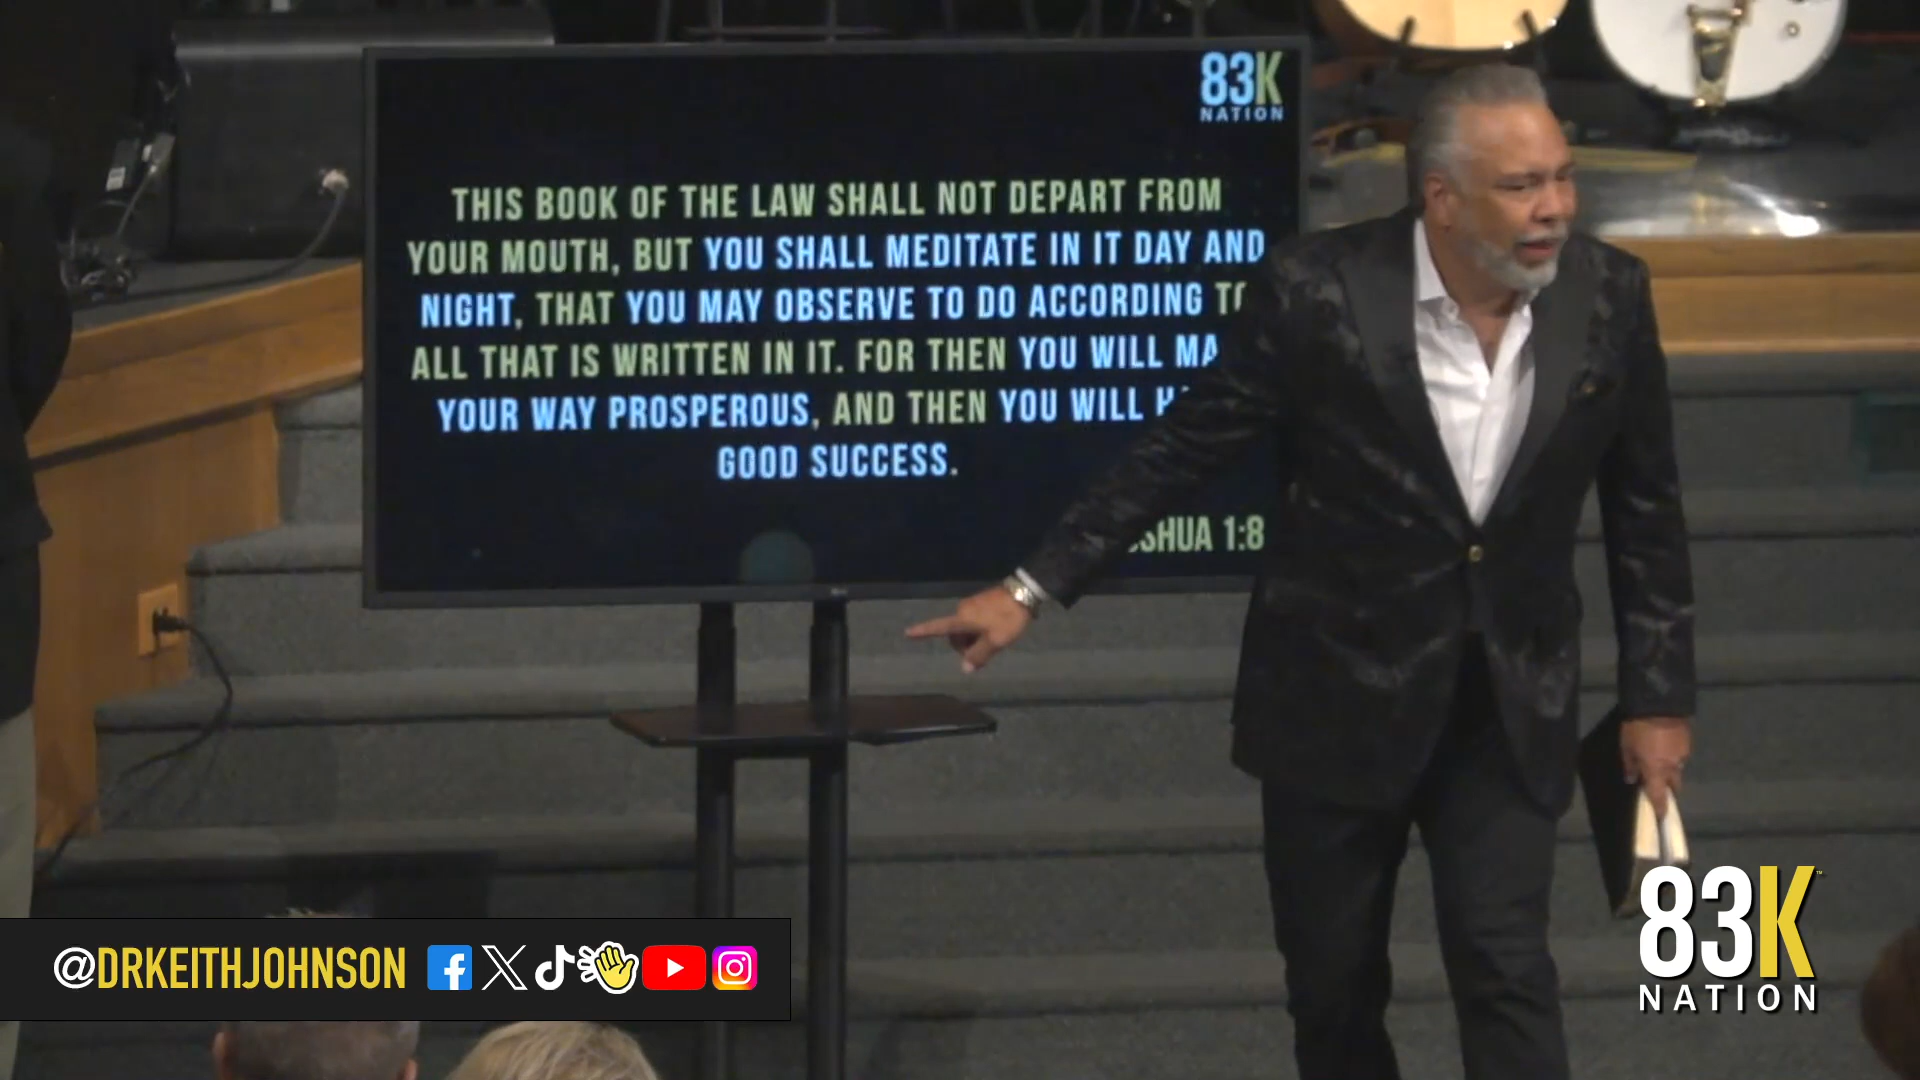 83K
NATION
THIS BOOK OF THE LAW SHALL NOT DEPART FROM
YOUR MOUTH, BUT YOU SHALL MEDITATE IN IT DAY AND
NIGHT, THAT YOU MAY OBSERVE TO DO ACCORDING
ALL THAT IS WRITTEN IN IT. FOR THEN YOU WILL
YOUR WAY PROSPEROUS, AND THEN YOU WILL
GOOD SUCCESS.
1:8
@DRKEITHJOHNSON
83K™
NATION